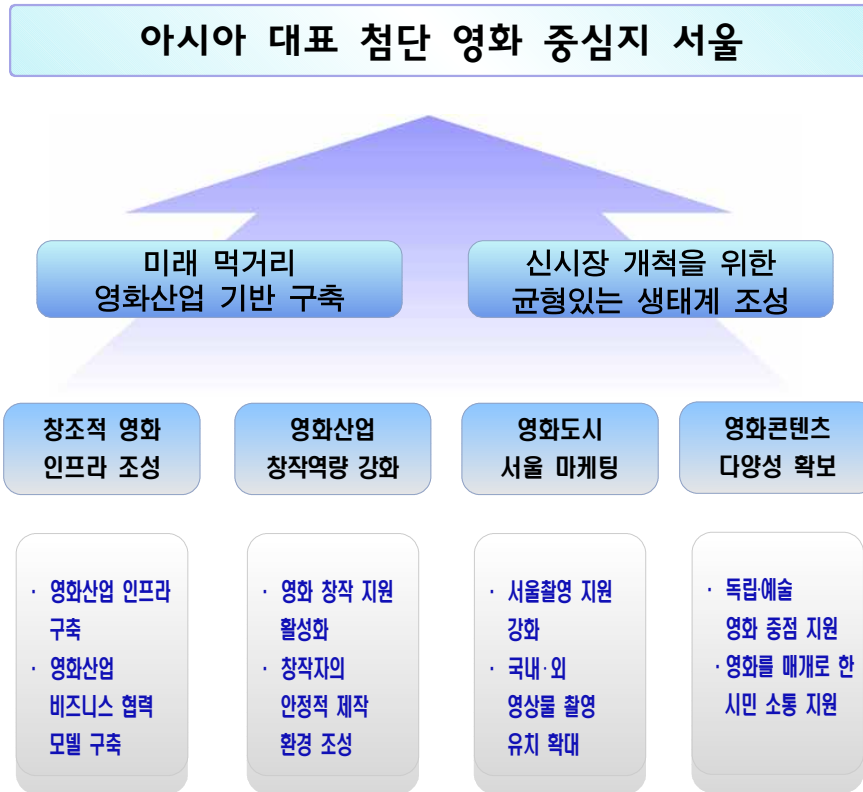 아시아 대표 첨단 영화 중심지 서울
미래 먹거리
영화산업 기반 구축
신시장 개척을 위한
균형있는 생태계 조성
창조적 영화
인프라 조성
영화산업
창작역량 강화
영화도시
서울 마케팅
영화콘텐츠
다양성 확보
· 영화산업 인프라
구축
· 영화산업
비즈니스 협력
모델 구축
· 영화 창작 지원
활성화
· 창작자의
안정적 제작
환경 조성
· 서울촬영 지원
강화
· 국내·외
영상물 촬영
유치 확대
· 독립·예술
영화 중점 지원
· 영화를 매개로 한
시민 소통 지원